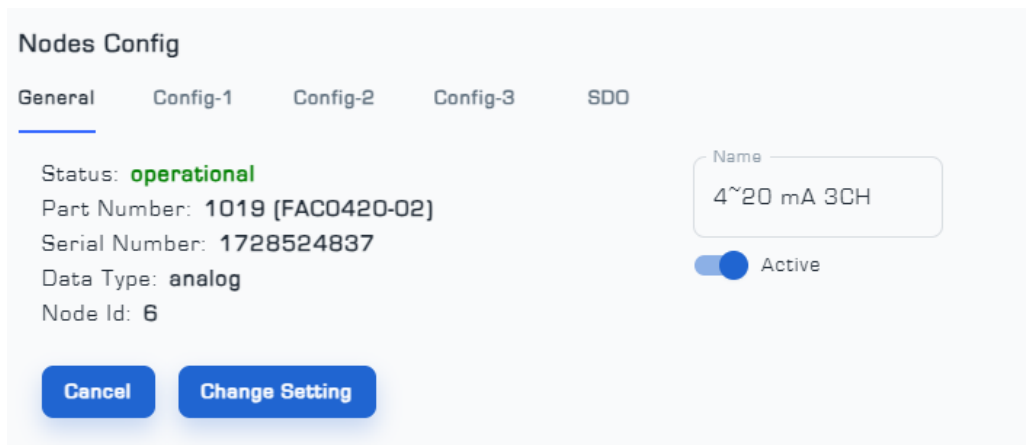 Nodes Config
General Config-1 Config-2 Config-3 SDO
Status: operational
Part Number: 1019 (FAC0420-02)
Serial Number: 1728524837
Data Type: analog
Node Id: 6
Name
4~20 mA 3CH
Active
Cancel Change Setting